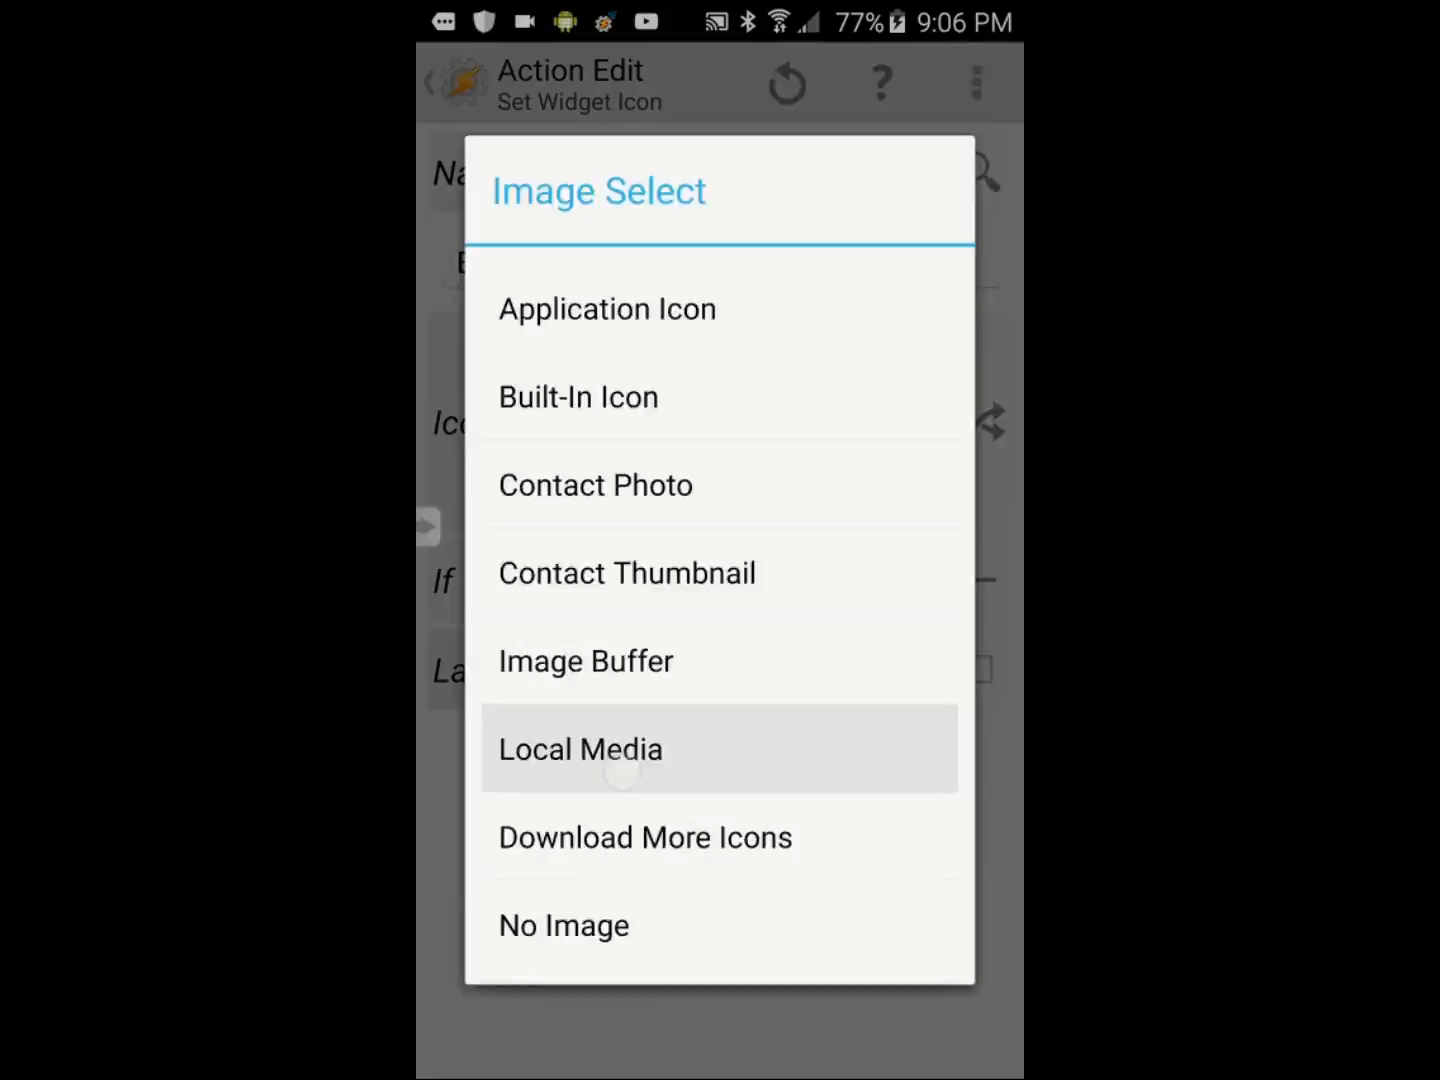 77% 9:06 PM
Action Edit
Set Widget Icon
Image Select
Application Icon
Built-In Icon
Contact Photo
Contact Thumbnail
Image Buffer
If
Local Media
Download More Icons
No Image